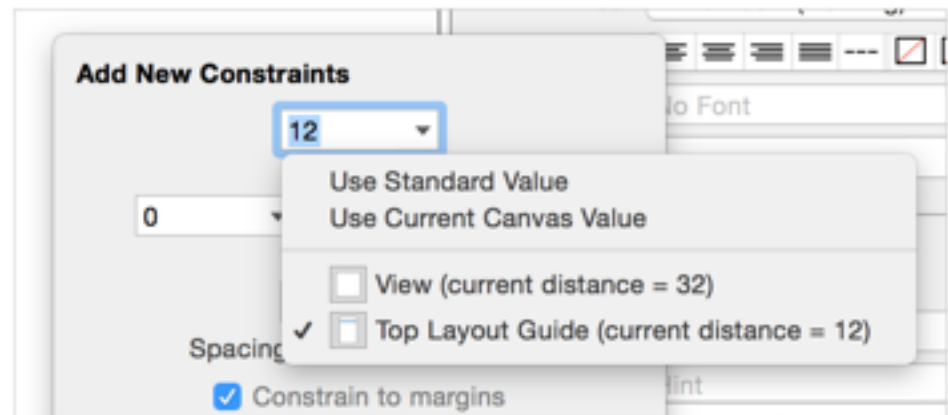 Add New Constraints
12
No Font
Use Standard Value
0
Use Current Canvas Value
View (current distance = 32)
✓ Top Layout Guide (current distance = 12)
Spacing
Constrain to margins
Hint